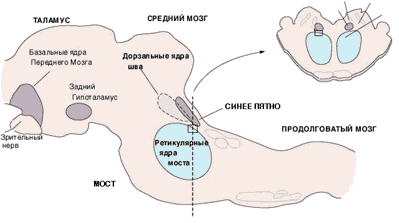 ТАЛАМУС
СРЕДНИЙ МОЗГ
Базальные ядра
Переднего Мозга
Дорзальные ядра
шва
Задний
Гипоталамус
СИНЕЕ ПЯТНО
ПРОДОЛГОВАТЫЙ МОЗГ
Зрительный
нерв
Ретикулярные
ядра
моста
МОСТ